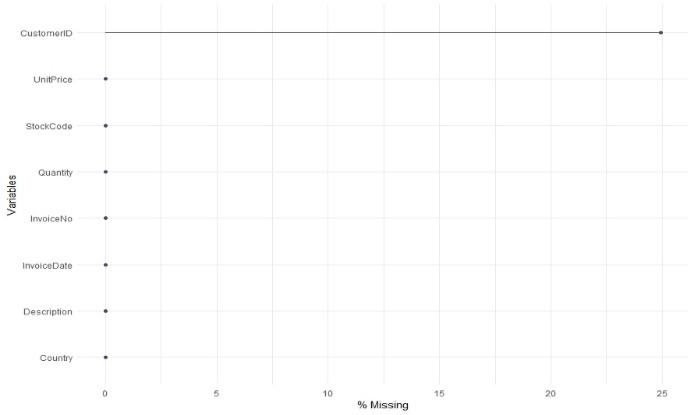 CustomerID
UnitPrice
StockCode
Quantity
InvoiceNo
InvoiceDate
Description
Country
Variables
0 5 10 15 20 25
% Missing